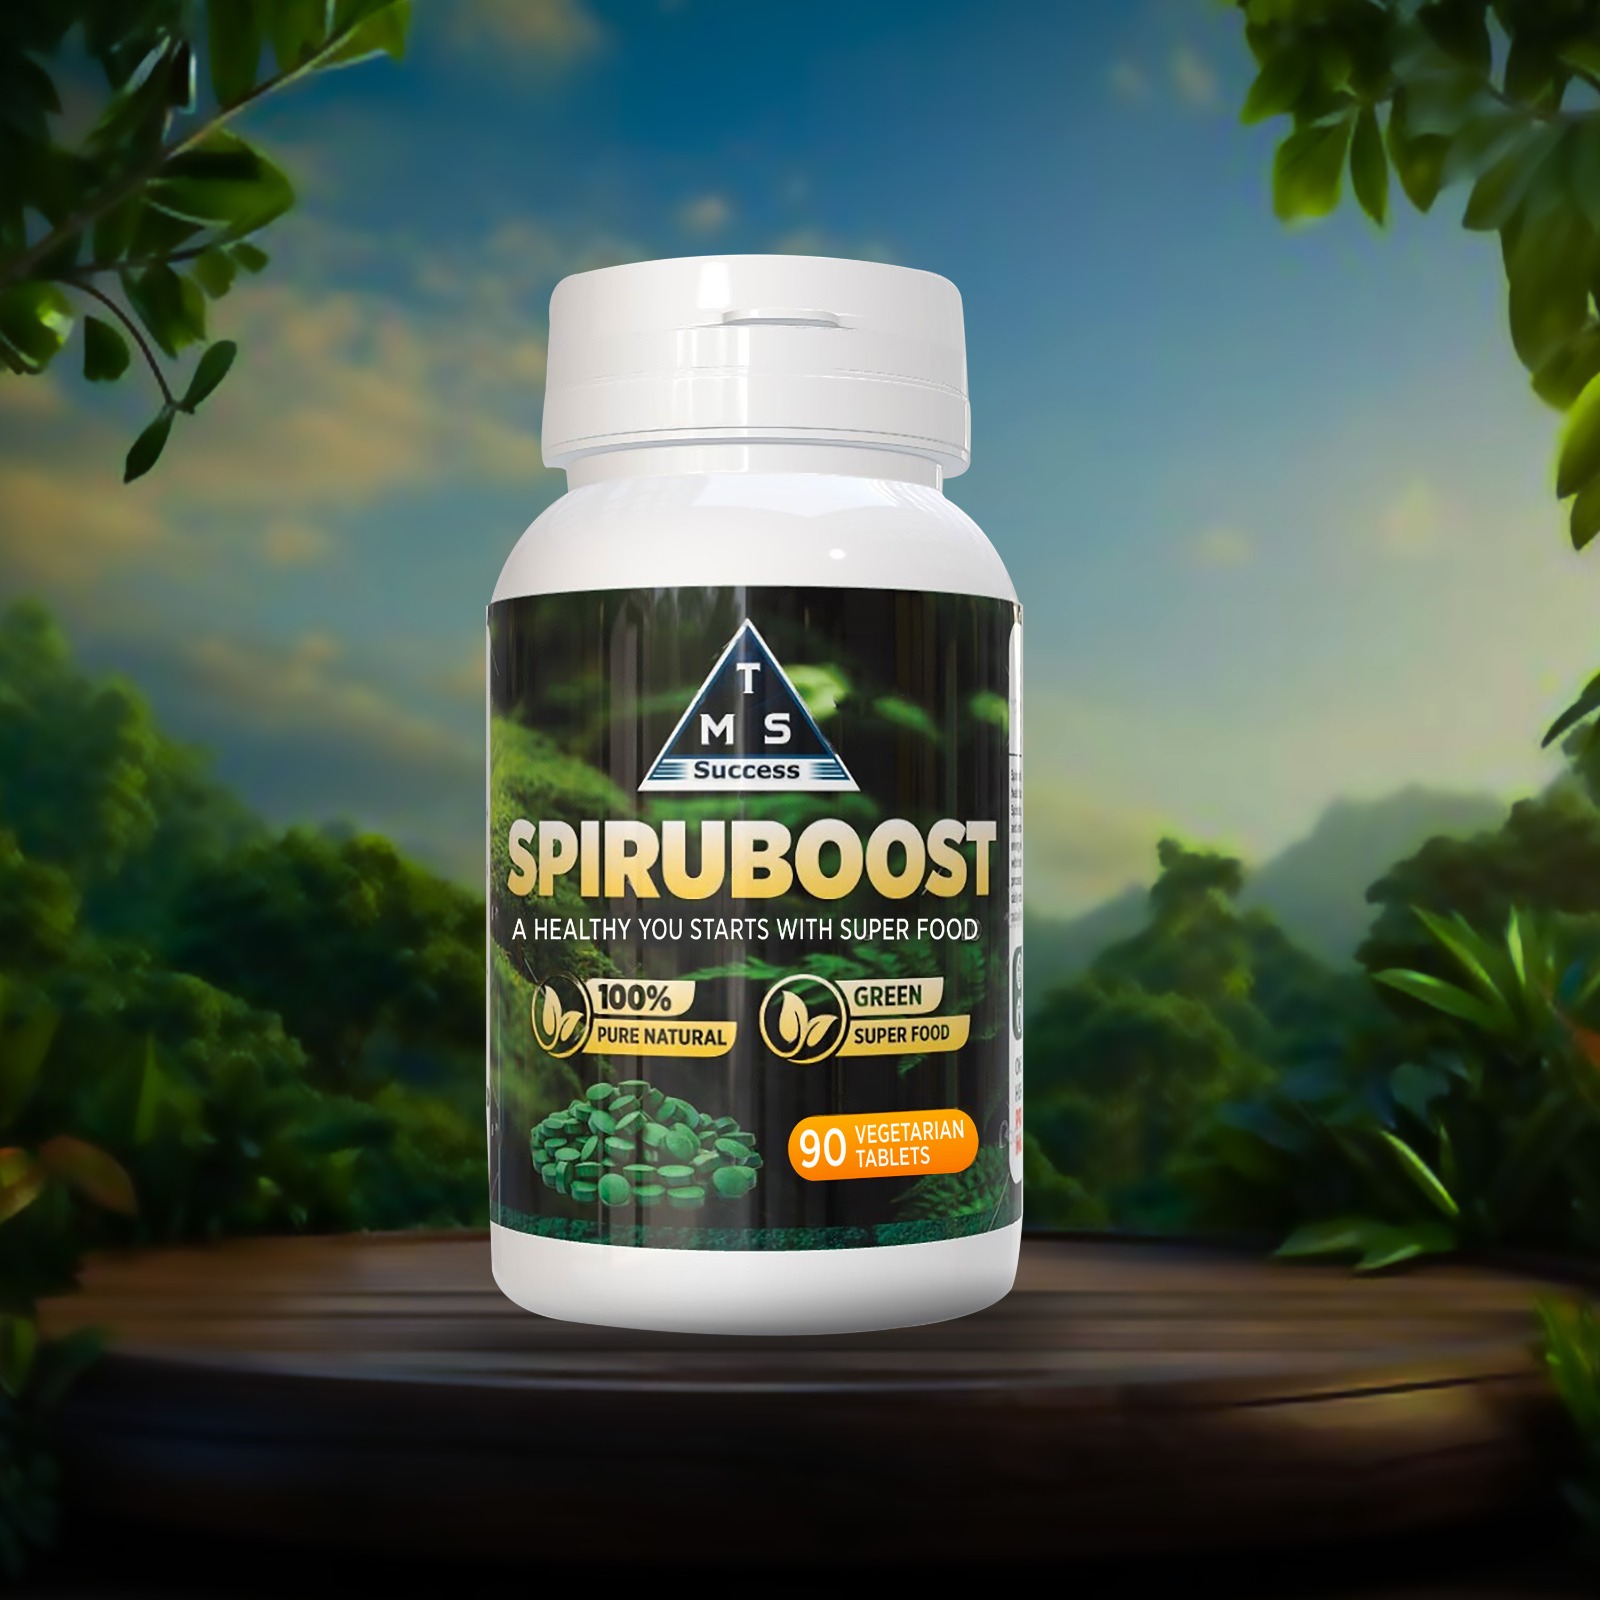 T
M S
Success
SPIRUBOOST
A HEALTHY YOU STARTS WITH SUPER FOOD
100%
PURE NATURAL
GREEN
SUPER FOOD
90 VEGETARIAN
TABLETS